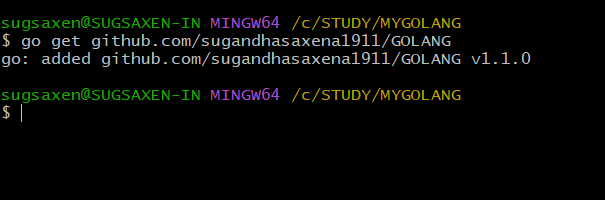 sugsaxen@SUGSAXEN-IN MINGW64 /c/STUDY/MYGOLANG
$ go get github.com/sugandhasaxena1911/GOLANG
go: added github.com/sugandhasaxena1911/GOLANG v1.1.0
sugsaxen@SUGSAXEN-IN MINGW64 /c/STUDY/MYGOLANG
$